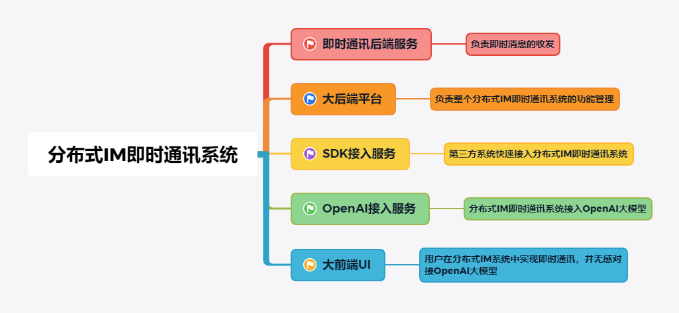 分布式IM即时通讯系统
即时通讯后端服务
负责即时消息的收发
大后端平台
负责整个分布式IM即时通讯系统的功能管理
SDK接入服务
第三方系统快速接入分布式IM即时通讯系统
OpenAI接入服务
分布式IM即时通讯系统接入OpenAI大模型
大前端UI
用户在分布式IM系统中实现即时通讯，并无感对
接OpenAI大模型